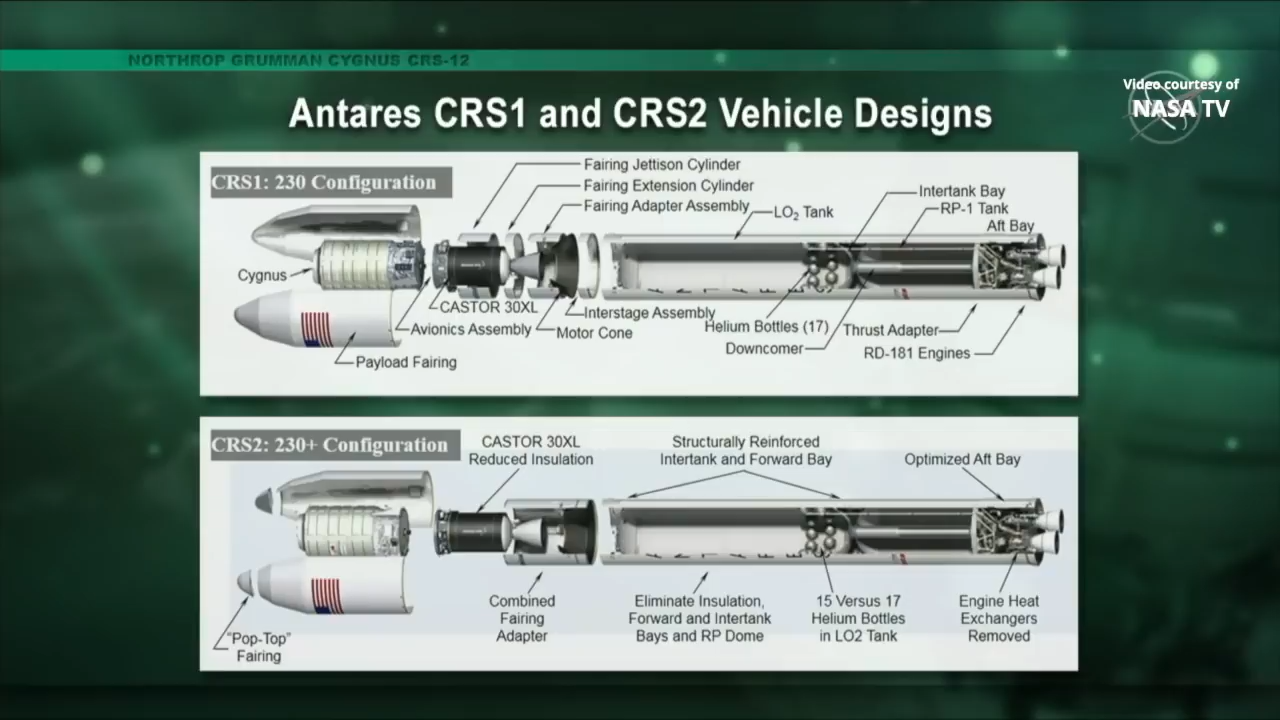 NORTHROP GRUMMAN CYGNUS CRS-12
Video courtesy of
NASA TV
Antares CRS1 and CRS2 Vehicle Designs
CRS1: 230 Configuration
Fairing Jettison Cylinder
Fairing Extension Cylinder
Fairing Adapter Assembly
LO₂ Tank
Intertank Bay
RP-1 Tank
Aft Bay
Cygnus
CASTOR 30XL
Avionics Assembly
Payload Fairing
Interstage Assembly
Motor Cone
Helium Bottles (17)
Downcomer
Thrust Adapter
RD-181 Engines
CRS2: 230+ Configuration
CASTOR 30XL
Reduced Insulation
Structurally Reinforced
Intertank and Forward Bay
Optimized Aft Bay
"Pop-Top"
Fairing
Combined
Fairing
Adapter
Eliminate Insulation,
Forward and Intertank
Bays and RP Dome
15 Versus 17
Helium Bottles
in LO2 Tank
Engine Heat
Exchangers
Removed